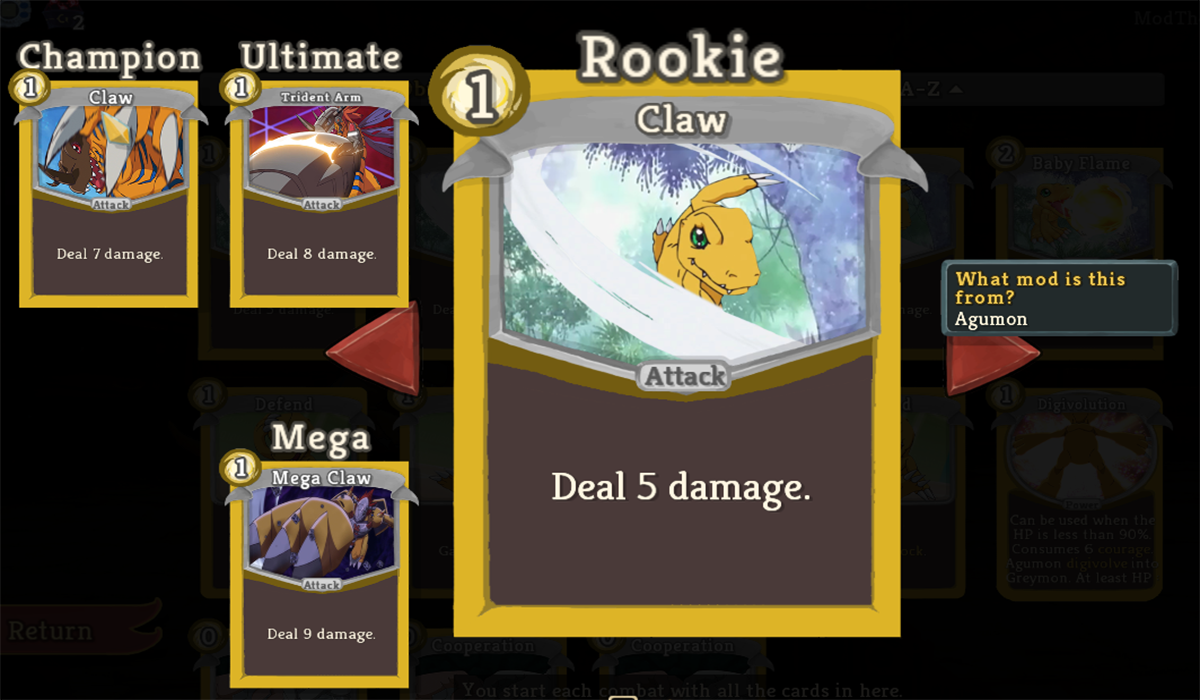 2
ModTh
Champion
Ultimate
Rookie
1
Claw
Attack
Deal 7 damage.
1
Trident Arm
Attack
Deal 8 damage.
1
Claw
Attack
Deal 5 damage.
A-Z
2
Baby Flame
What mod is this
from?
Agumon
Mega
1
Mega Claw
Attack
Deal 9 damage.
1
Defend
1
Digivolution
Can be used when the
HP is less than 90%.
Consumes 6 courage.
Agumon digivolve into
Greymon. At least HP
Return
0
Cooperation
Cooperation
You start each combat with all the cards in here.